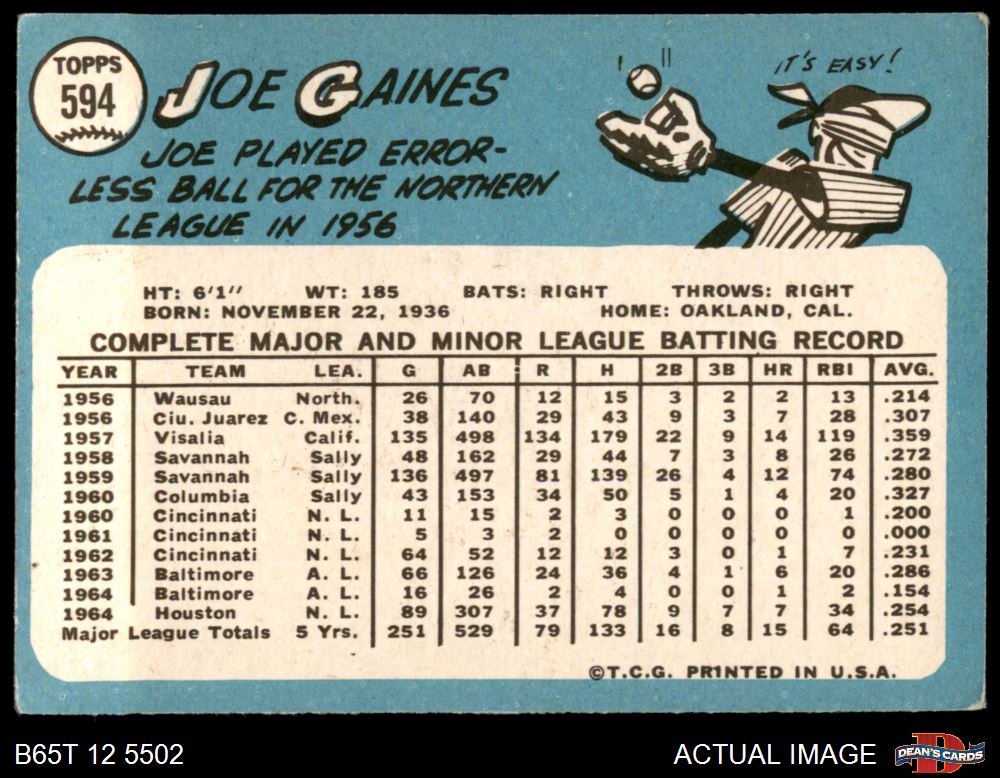 TOPPS
594
JOE GAINES
IT'S EASY!
JOE PLAYED ERROR-
LESS BALL FOR THE NORTHERN
LEAGUE IN 1956
HT: 6'1" WT: 185 BATS: RIGHT THROWS: RIGHT
BORN: NOVEMBER 22, 1936 HOME: OAKLAND, CAL.
COMPLETE MAJOR AND MINOR LEAGUE BATTING RECORD
YEAR TEAM LEA. G AB R H 2B 3B HR RBI AVG.
1956 Wausau North. 26 70 12 15 3 2 2 13 .214
1956 Ciu. Juarez C. Mex. 38 140 29 43 9 3 7 28 .307
1957 Visalia Calif. 135 498 134 179 22 9 14 119 .359
1958 Savannah Sally 48 162 29 44 7 3 8 26 .272
1959 Savannah Sally 136 497 81 139 26 4 12 74 .280
1960 Columbia Sally 43 153 34 50 5 1 4 20 .327
1960 Cincinnati N. L. 11 15 2 3 0 0 0 1 .200
1961 Cincinnati N. L. 5 3 2 0 0 0 0 0 .000
1962 Cincinnati N. L. 64 52 12 12 3 0 1 7 .231
1963 Baltimore A. L. 66 126 24 36 4 1 6 20 .286
1964 Baltimore A. L. 16 26 2 4 0 0 1 2 .154
1964 Houston N. L. 89 307 37 78 9 7 7 34 .254
Major League Totals 5 Yrs. 251 529 79 133 16 8 15 64 .251
©T.C.G. PRINTED IN U.S.A.
B65T 12 5502 ACTUAL IMAGE
D
DEAN'S CARDS